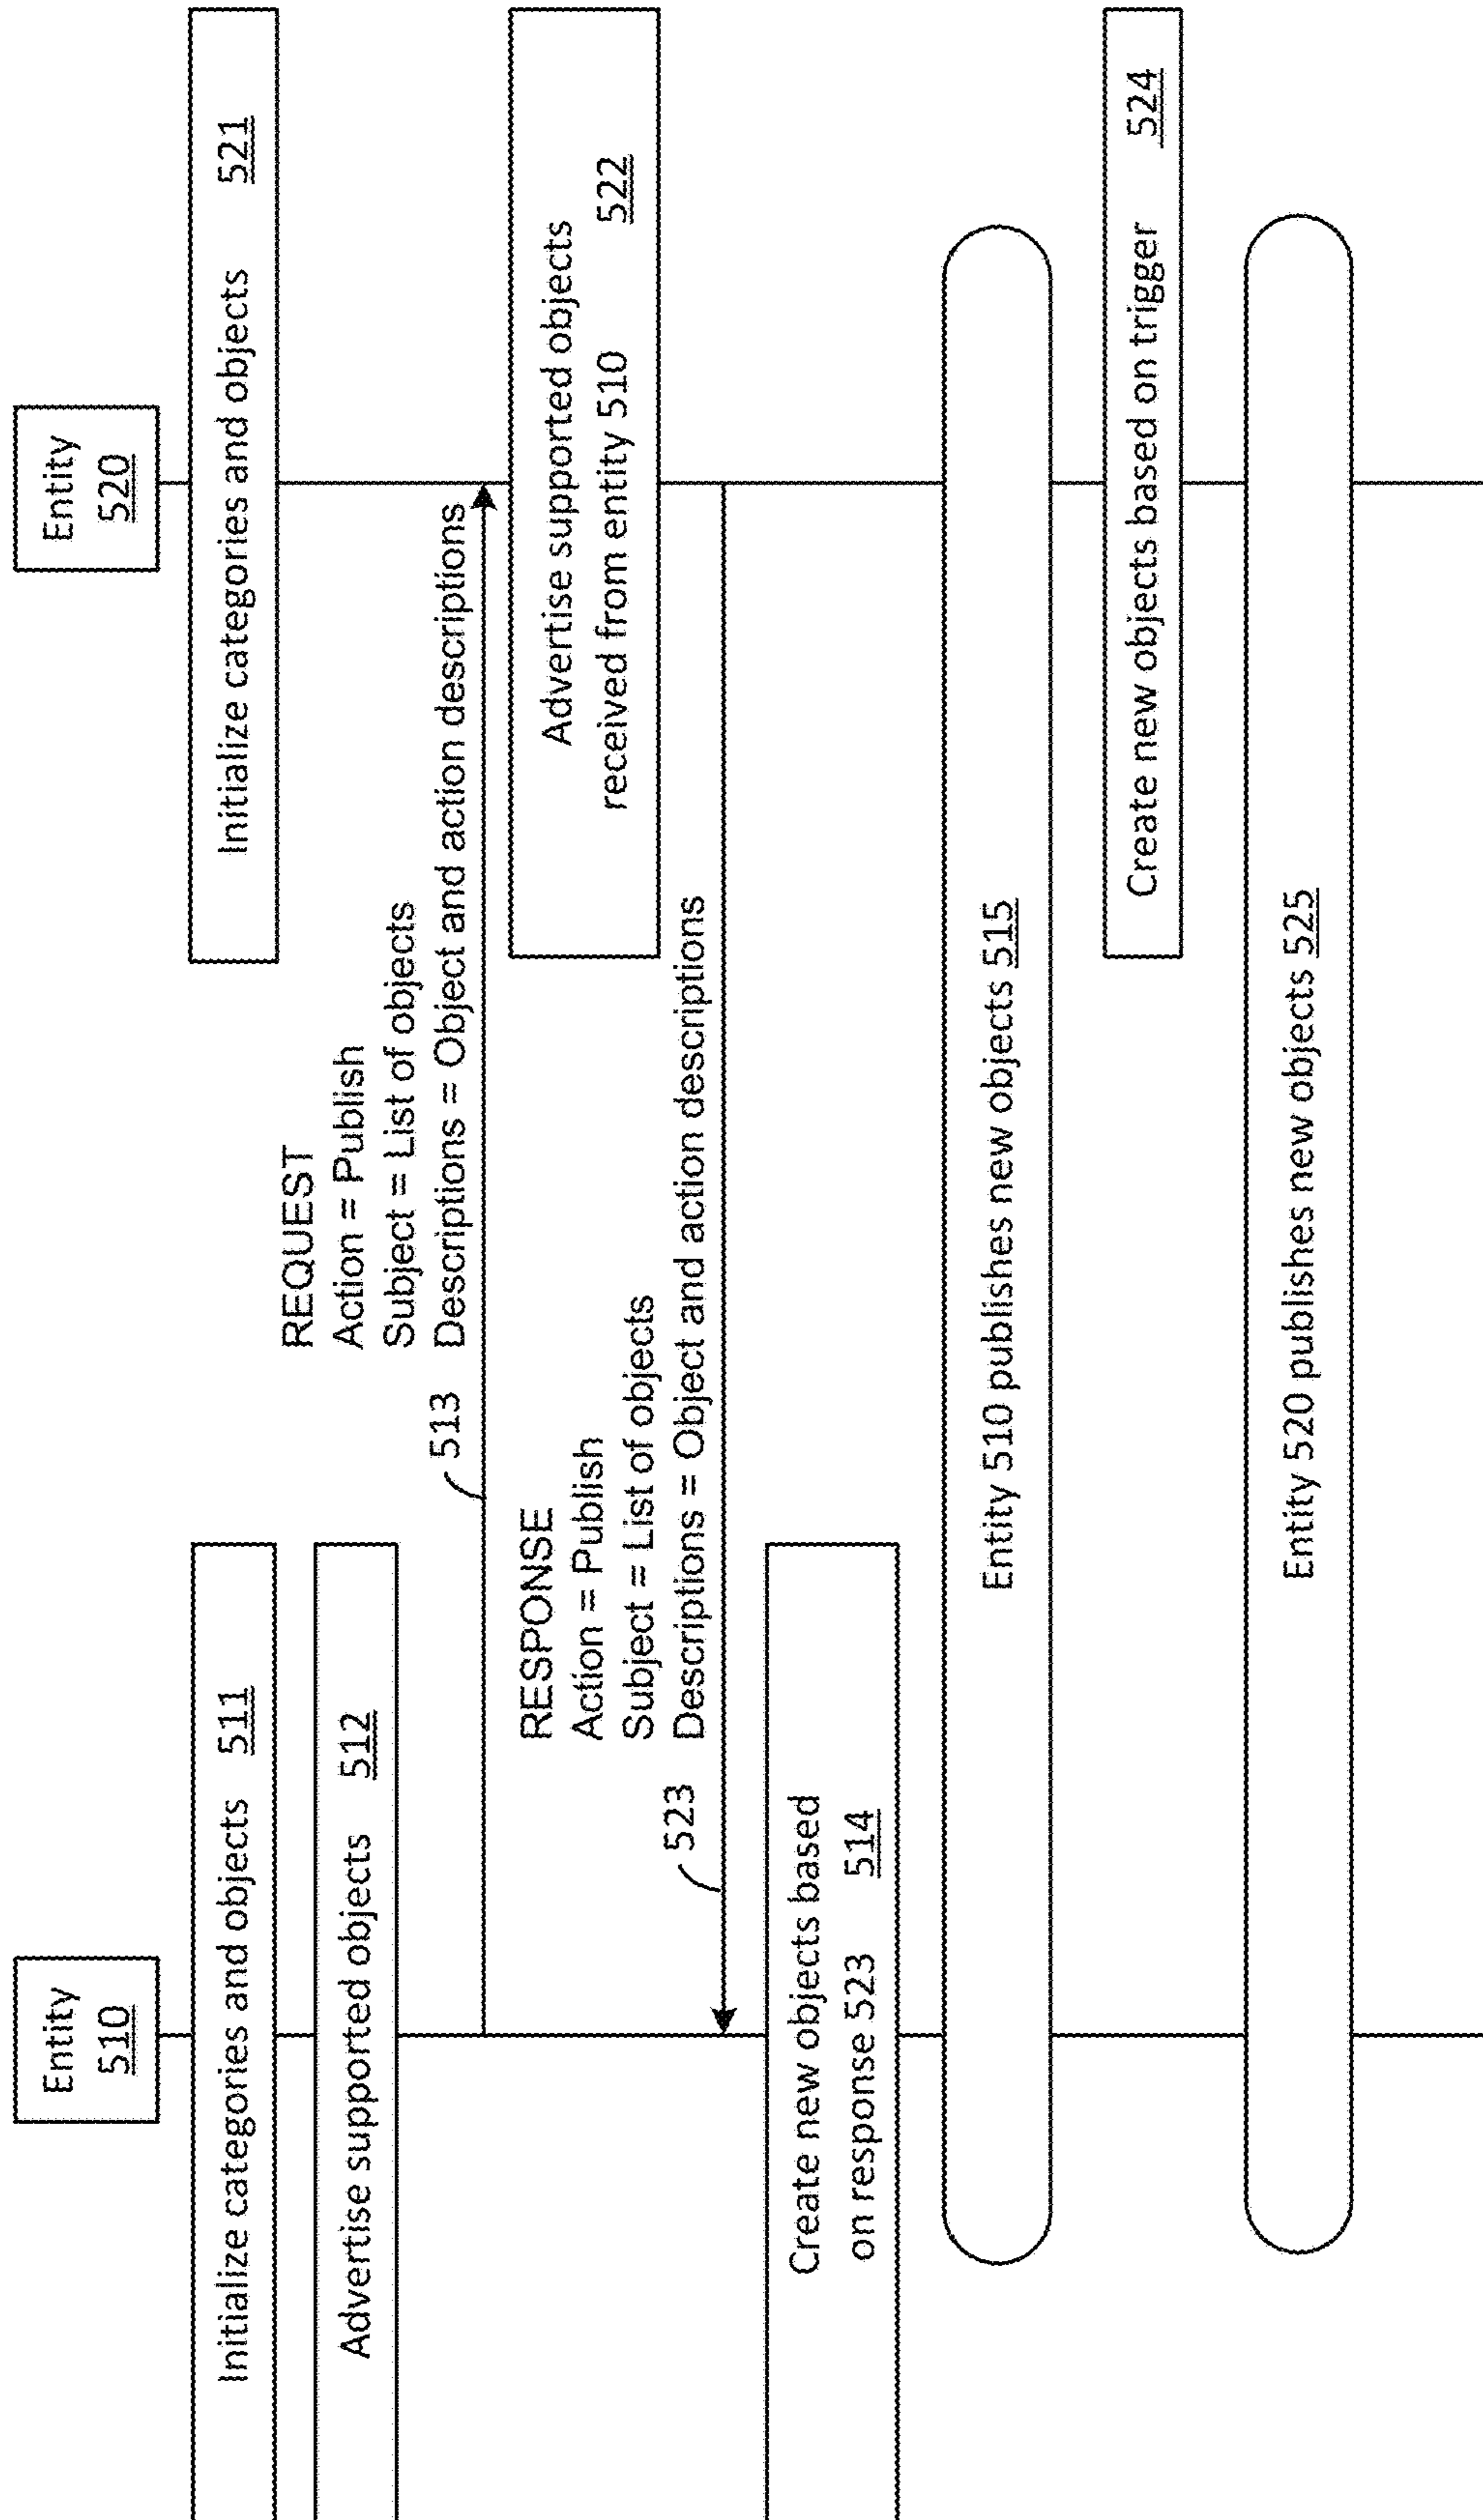 Entity
510
Entity
520
Initialize categories and objects 511
Initialize categories and objects 521
Advertise supported objects 512
REQUEST
Action = Publish
Subject = List of objects
Descriptions = Object and action descriptions
513
Advertise supported objects
received from entity 510 522
RESPONSE
Action = Publish
Subject = List of objects
Descriptions = Object and action descriptions
523
Create new objects based
on response 523 514
Entity 510 publishes new objects 515
Create new objects based on trigger 524
Entity 520 publishes new objects 525